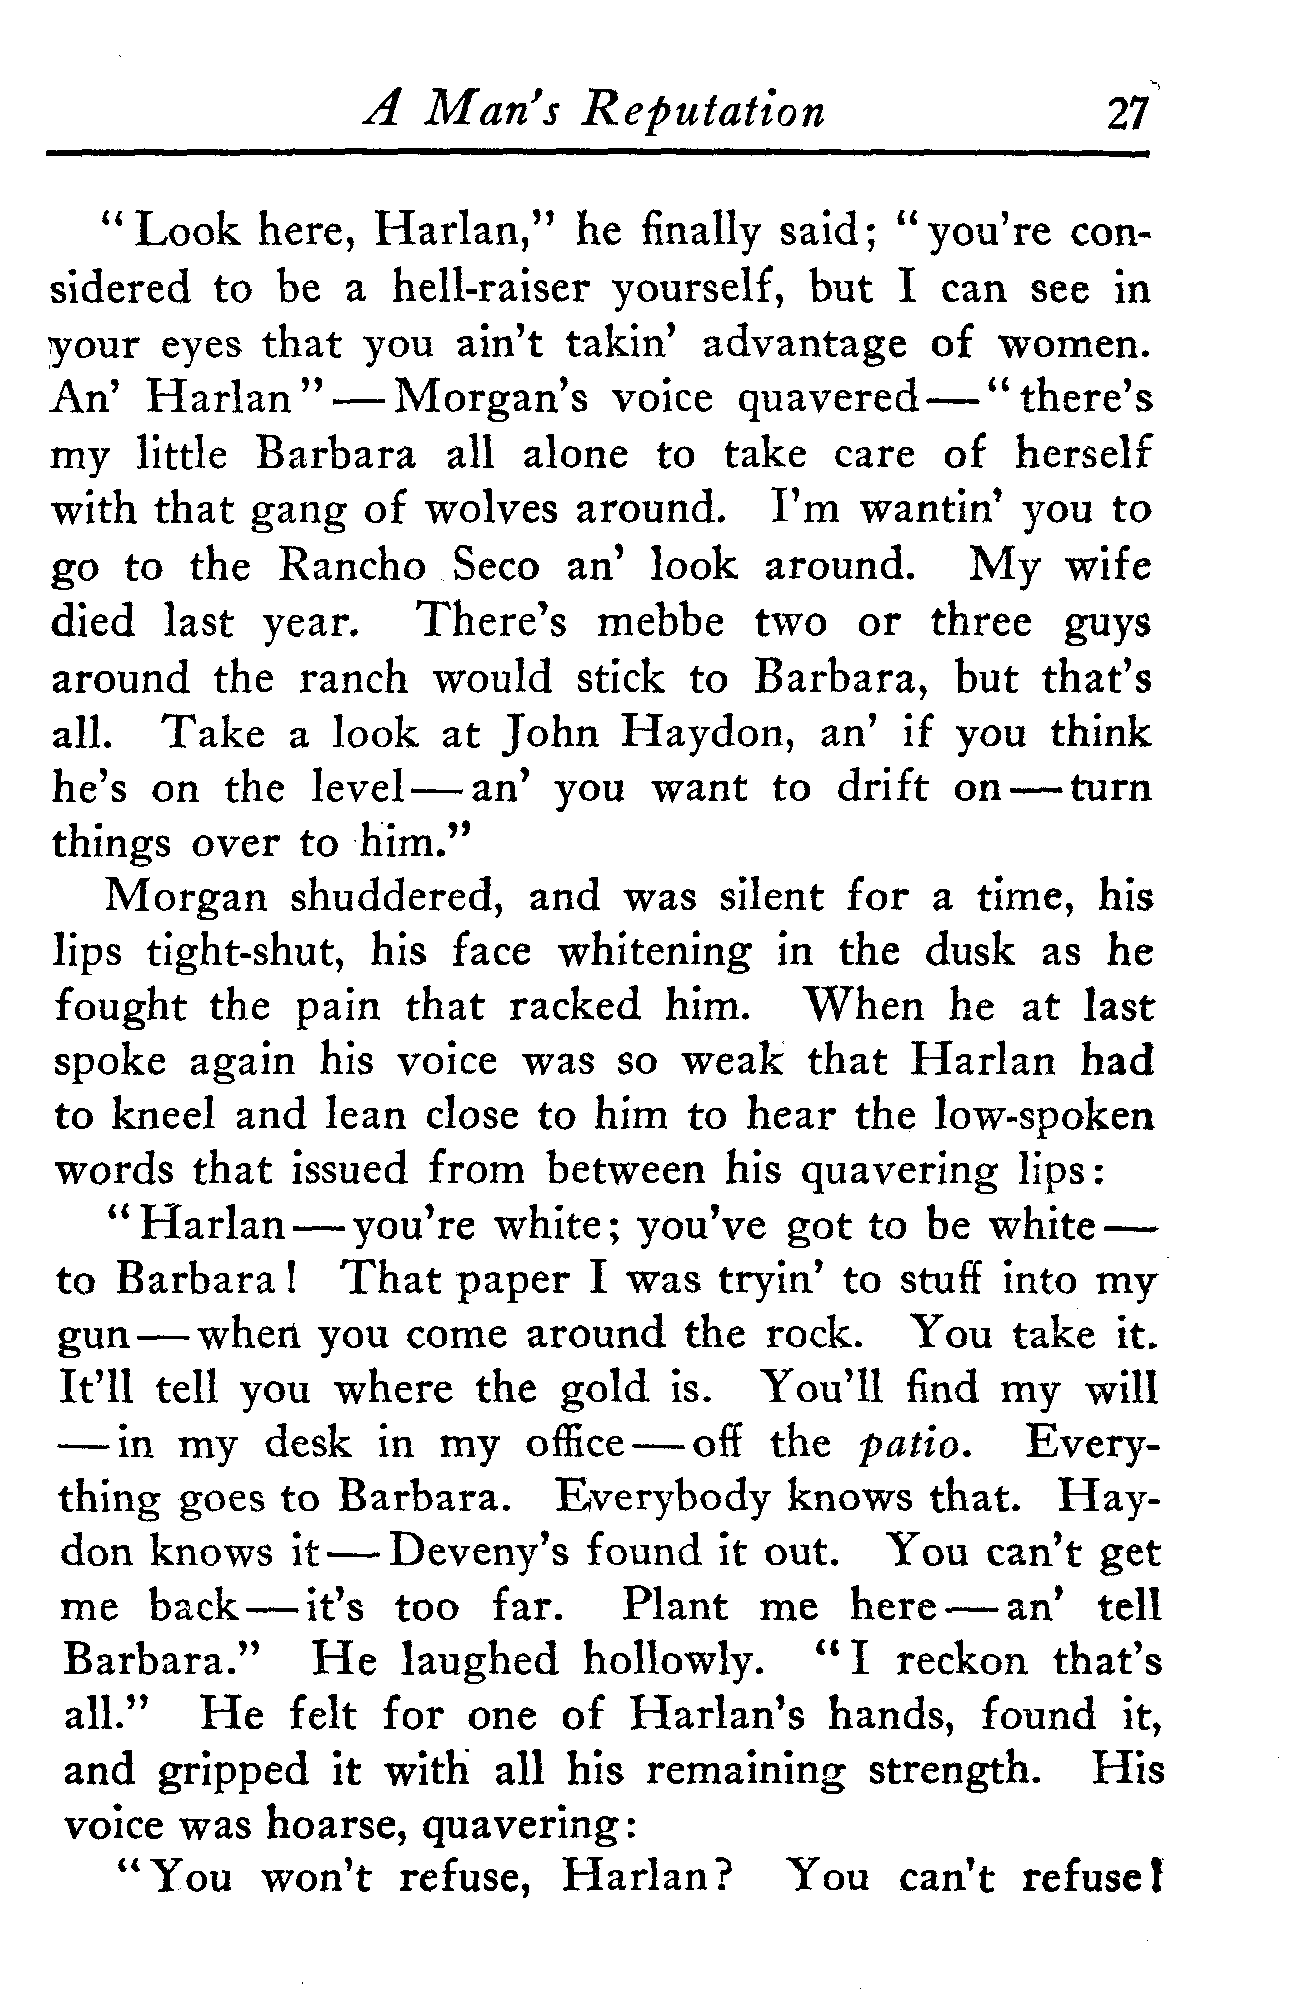 A Man's Reputation 27
"Look here, Harlan," he finally said; "you're con-
sidered to be a hell-raiser yourself, but I can see in
your eyes that you ain't takin' advantage of women.
An' Harlan"—Morgan's voice quavered—"there's
my little Barbara all alone to take care of herself
with that gang of wolves around. I'm wantin' you to
go to the Rancho Seco an' look around. My wife
died last year. There's mebbe two or three guys
around the ranch would stick to Barbara, but that's
all. Take a look at John Haydon, an' if you think
he's on the level—an' you want to drift on—turn
things over to him."
Morgan shuddered, and was silent for a time, his
lips tight-shut, his face whitening in the dusk as he
fought the pain that racked him. When he at last
spoke again his voice was so weak that Harlan had
to kneel and lean close to him to hear the low-spoken
words that issued from between his quavering lips:
"Harlan—you're white; you've got to be white—
to Barbara! That paper I was tryin' to stuff into my
gun—when you come around the rock. You take it.
It'll tell you where the gold is. You'll find my will
—in my desk in my office—off the patio. Every-
thing goes to Barbara. Everybody knows that. Hay-
don knows it—Deveny's found it out. You can't get
me back—it's too far. Plant me here—an' tell
Barbara." He laughed hollowly. "I reckon that's
all." He felt for one of Harlan's hands, found it,
and gripped it with all his remaining strength. His
voice was hoarse, quavering:
"You won't refuse, Harlan? You can't refuse!